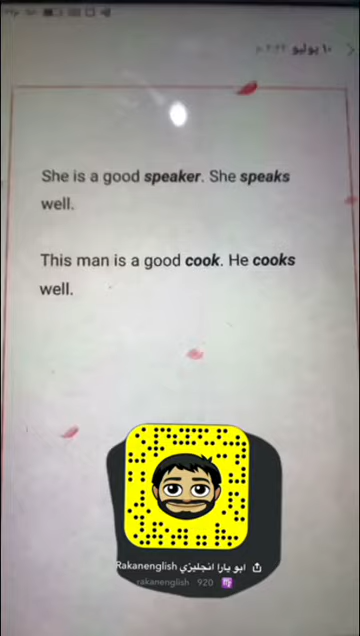 ١٠ يوليو
She is a good speaker. She speaks
well.
This man is a good cook. He cooks
well.
ابو يارا انجليزي Rakanenglish
rakanenglish 920